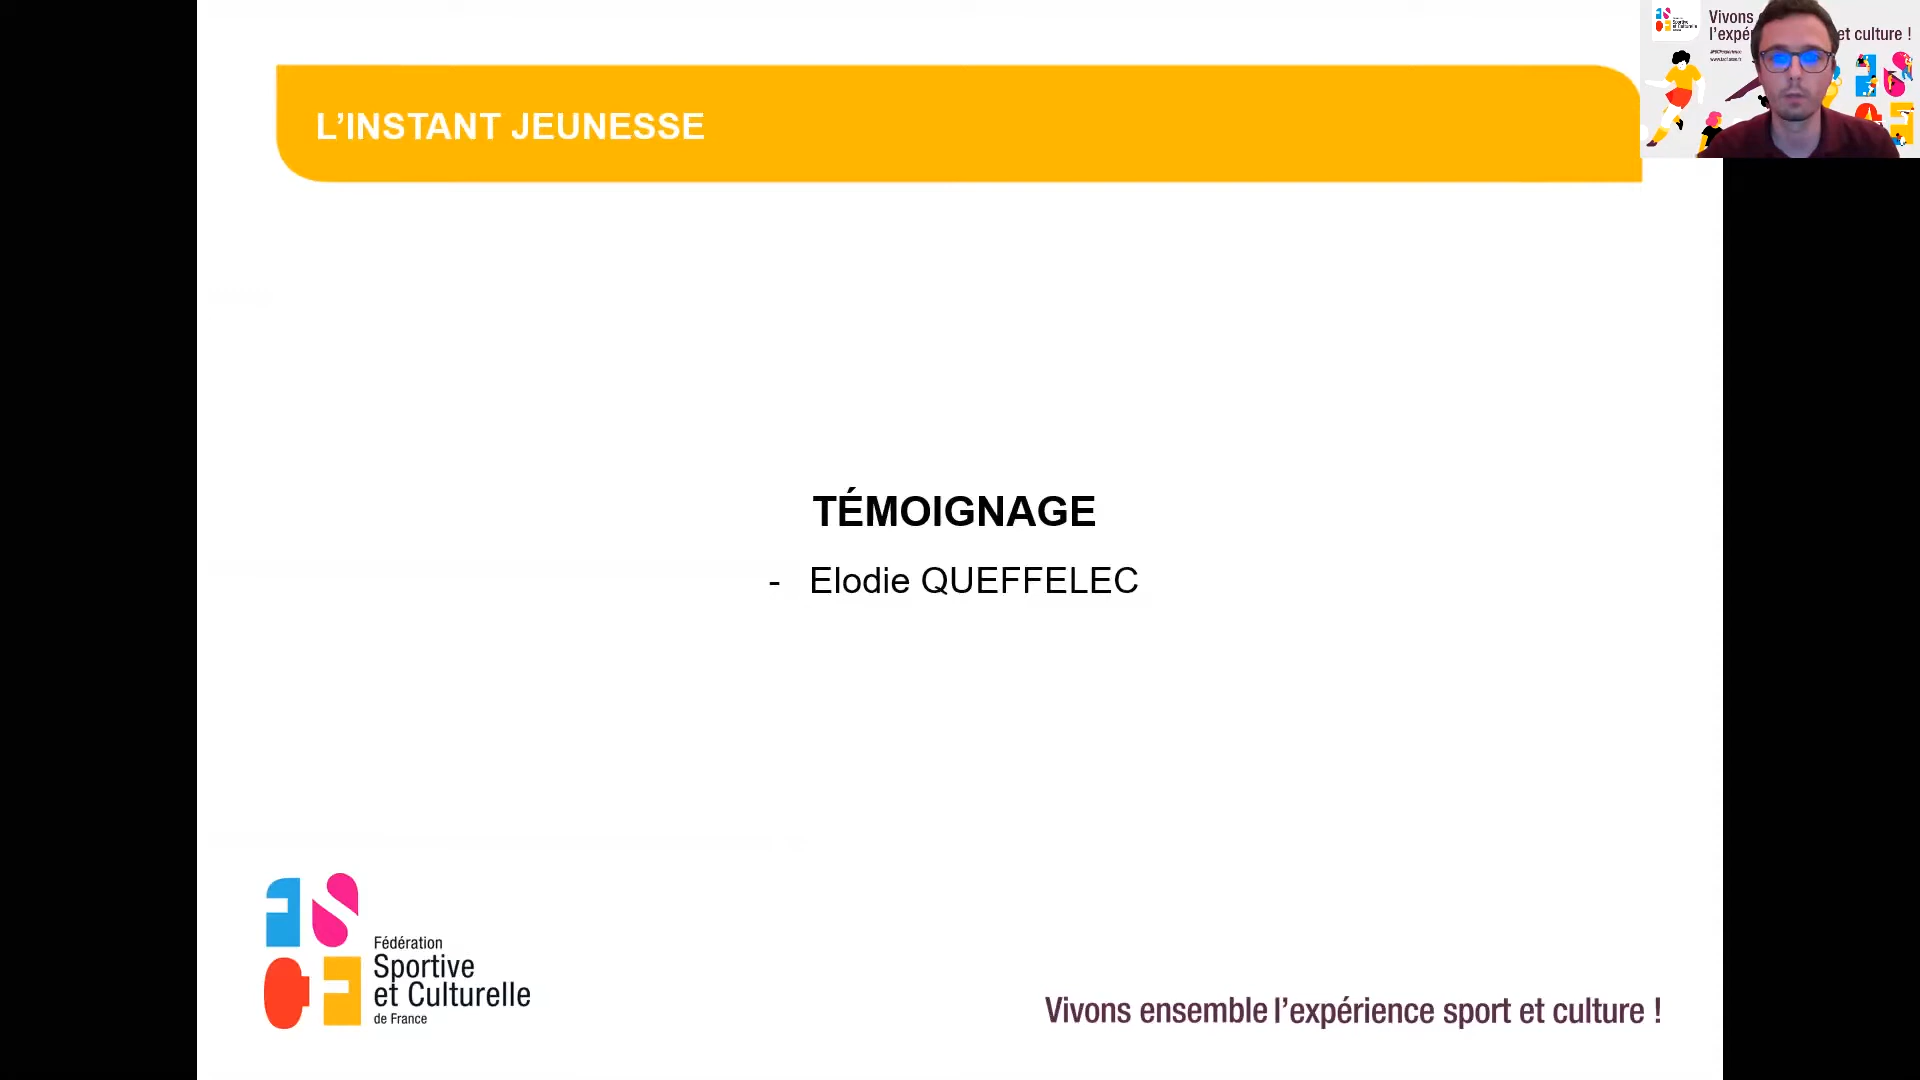 L'INSTANT JEUNESSE
Vivons
l'expé et culture !
TÉMOIGNAGE
- Elodie QUEFFELEC
Fédération
Sportive
et Culturelle
de France
Vivons ensemble l'expérience sport et culture !